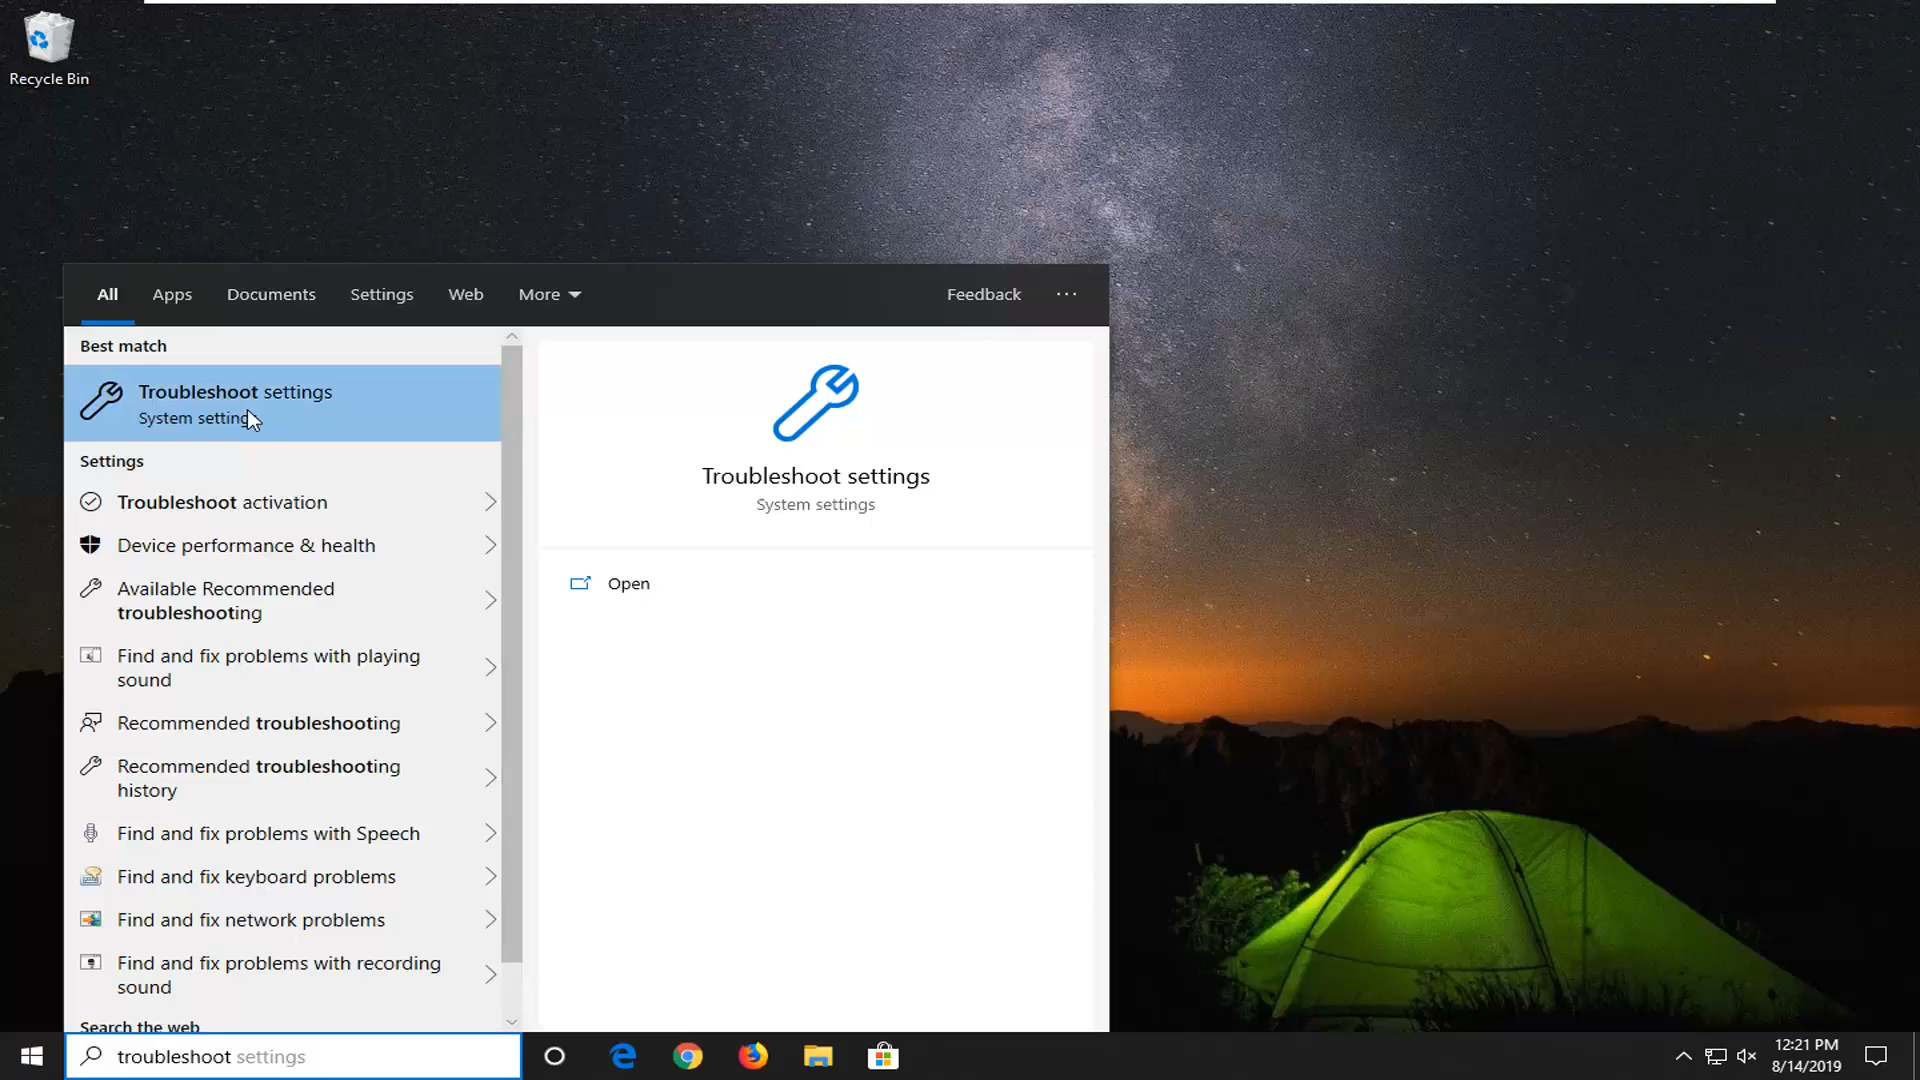 Recycle Bin
All Apps Documents Settings Web More Feedback ...
Best match
Troubleshoot settings
System setting
Settings
Troubleshoot activation
Device performance & health
Available Recommended
troubleshooting
Find and fix problems with playing
sound
Recommended troubleshooting
Recommended troubleshooting
history
Find and fix problems with Speech
Find and fix keyboard problems
Find and fix network problems
Find and fix problems with recording
sound
Search the web
Troubleshoot settings
System settings
Open
troubleshoot settings
12:21 PM
8/14/2019